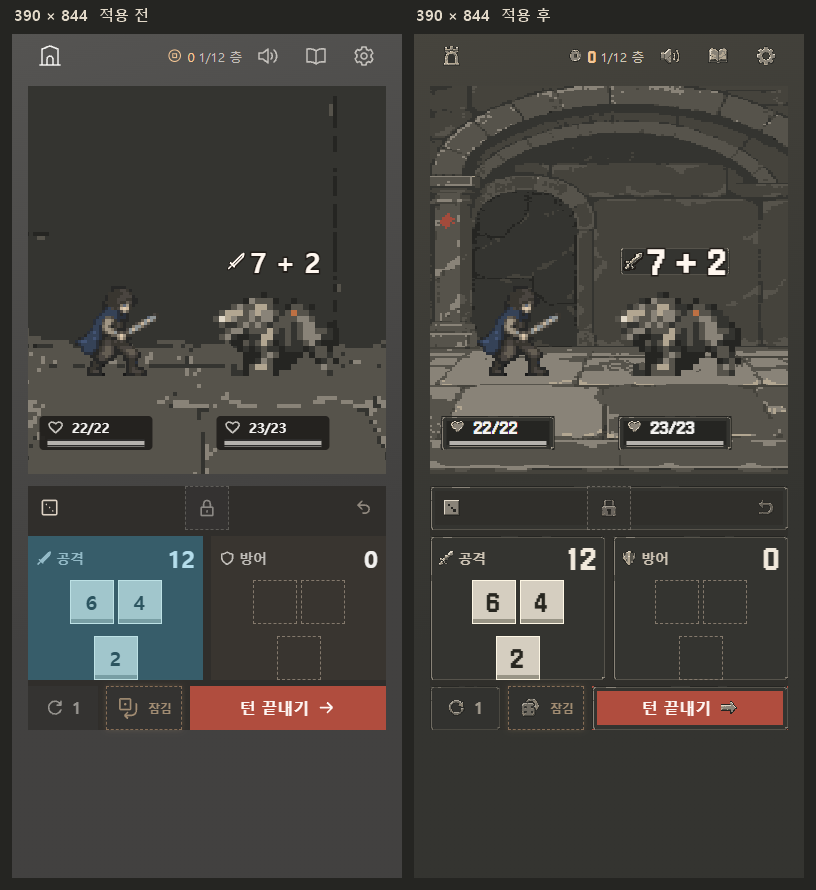 390 × 844 적용 전
0 1/12 층
7 + 2
22/22
23/23
공격 12
방어 0
6 4
2
1
잠김
턴 끝내기 →
390 × 844 적용 후
0 1/12 층
7 + 2
22/22
23/23
공격 12
방어 0
6 4
2
1
잠김
턴 끝내기 ⇒